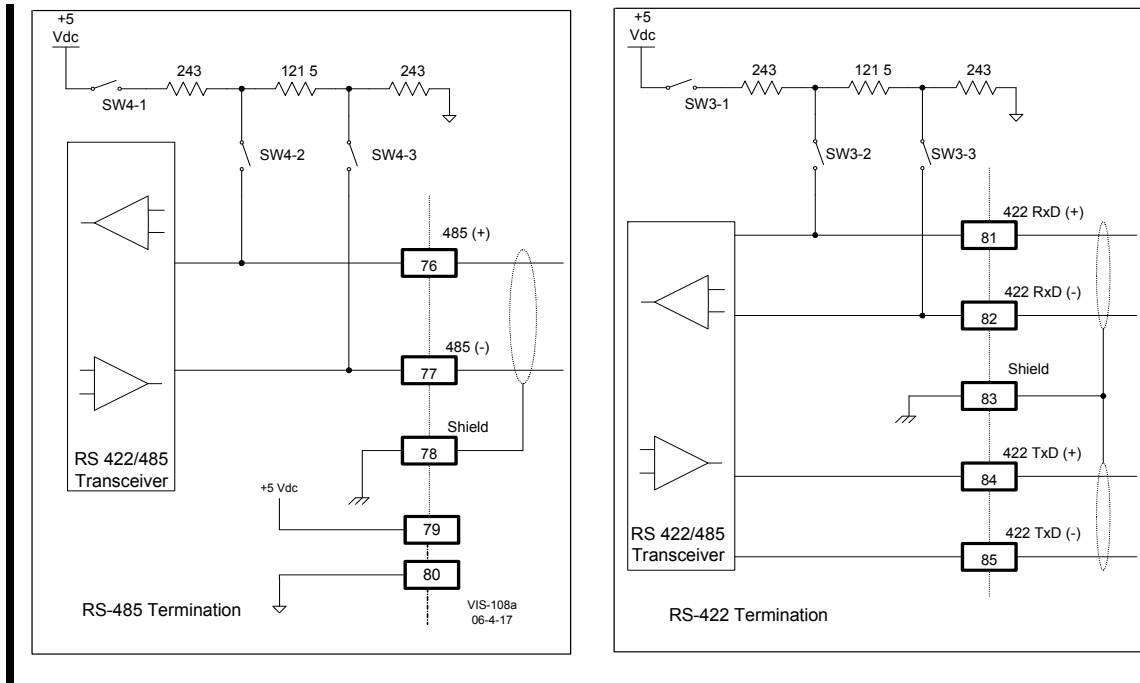 +5
Vdc
243
121 5
243
SW4-1
SW4-2
SW4-3
485 (+)
76
485 (-)
77
Shield
78
RS 422/485
Transceiver
+5 Vdc
79
80
RS-485 Termination
VIS-108a
06-4-17
+5
Vdc
243
121 5
243
SW3-1
SW3-2
SW3-3
422 RxD (+)
81
422 RxD (-)
82
Shield
83
422 TxD (+)
84
RS 422/485
Transceiver
422 TxD (-)
85
RS-422 Termination